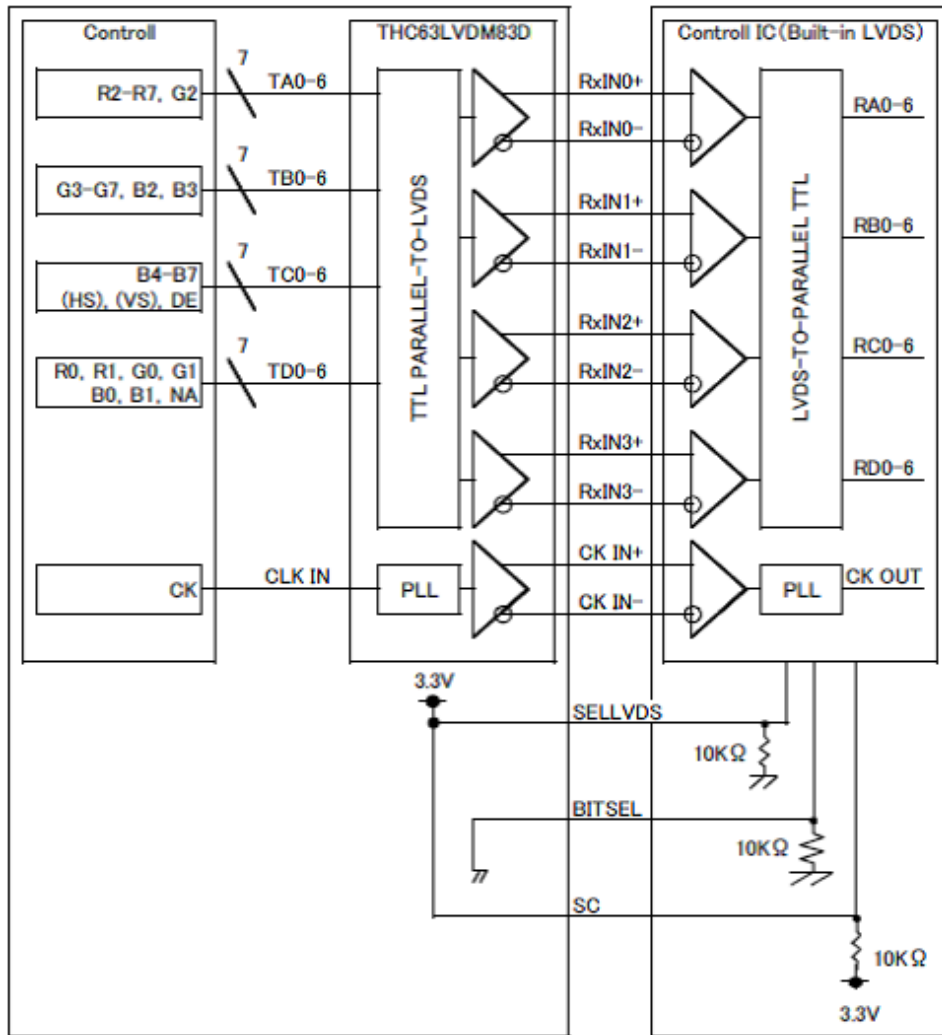 Controll
THC63LVDM83D
Controll IC(Built-in LVDS)
R2-R7, G2
7
TA0-6
RxIN0+
RxIN0-
RA0-6
G3-G7, B2, B3
7
TB0-6
RxIN1+
RxIN1-
RB0-6
B4-B7
(HS), (VS), DE
7
TC0-6
RxIN2+
RxIN2-
RC0-6
R0, R1, G0, G1
B0, B1, NA
7
TD0-6
RxIN3+
RxIN3-
RD0-6
TTL PARALLEL-TO-LVDS
LVDS-TO-PARALLEL TTL
CK
CLK IN
PLL
CK IN+
CK IN-
PLL
CK OUT
3.3V
SELLVDS
10KΩ
BITSEL
10KΩ
SC
10KΩ
3.3V